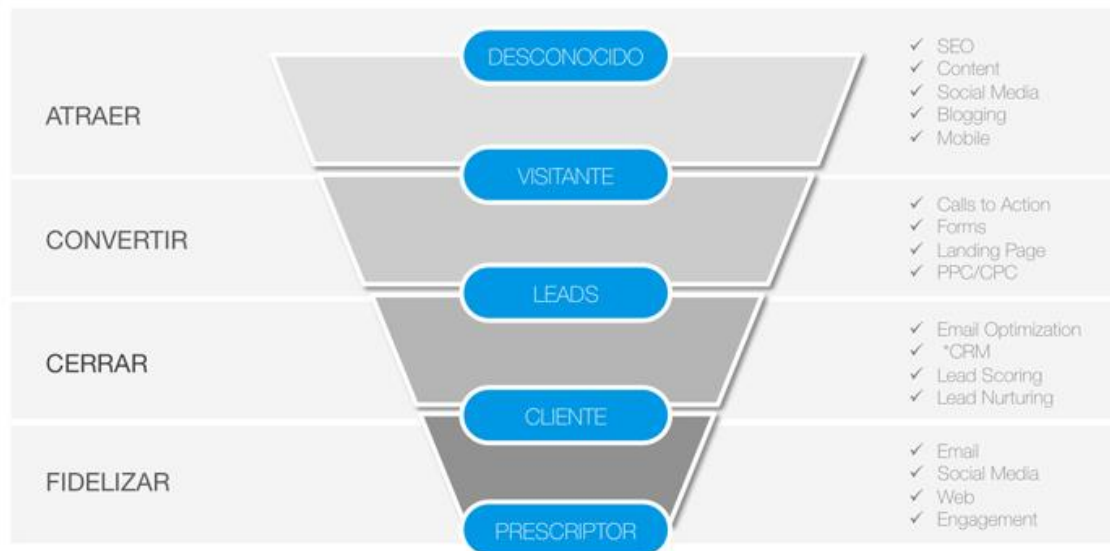 DESCONOCIDO
ATRAER
✓ SEO
✓ Content
✓ Social Media
✓ Blogging
✓ Mobile
VISITANTE
CONVERTIR
✓ Calls to Action
✓ Forms
✓ Landing Page
✓ PPC/CPC
LEADS
CERRAR
✓ Email Optimization
✓ *CRM
✓ Lead Scoring
✓ Lead Nurturing
CLIENTE
FIDELIZAR
✓ Email
✓ Social Media
✓ Web
✓ Engagement
PRESCRIPTOR